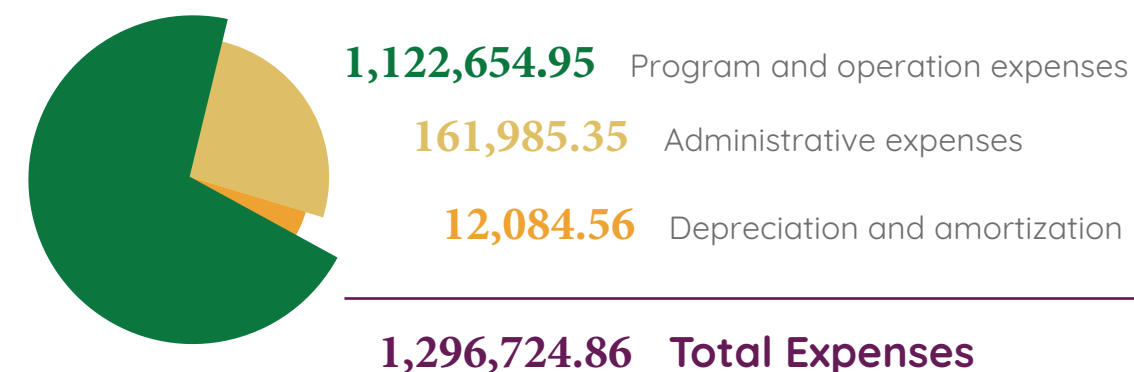 1,122,654.95 Program and operation expenses
161,985.35 Administrative expenses
12,084.56 Depreciation and amortization
1,296,724.86 Total Expenses